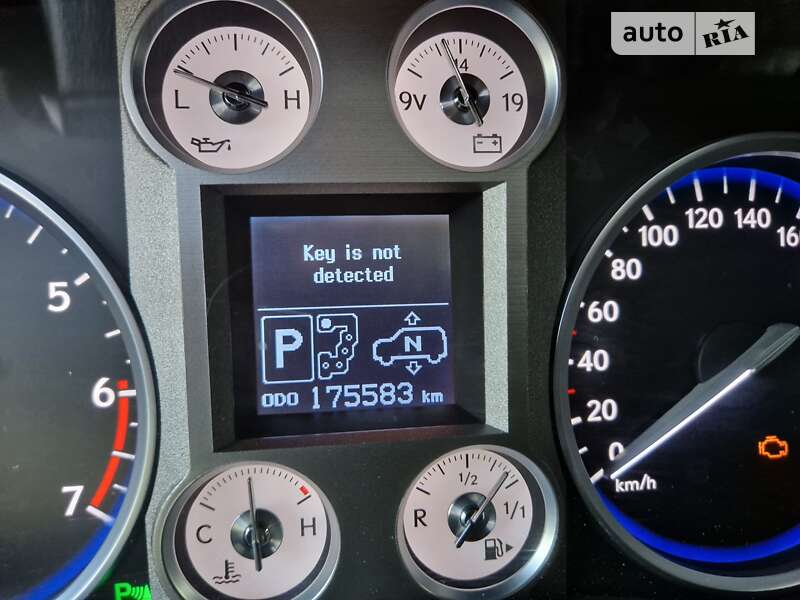 auto RIA
L H
14
9V 19
Key is not
detected
P
N
ODO 175583 km
5
6
7
160
140
120
100
80
60
40
20
0
km/h
C H
1/2
R 1/1
P